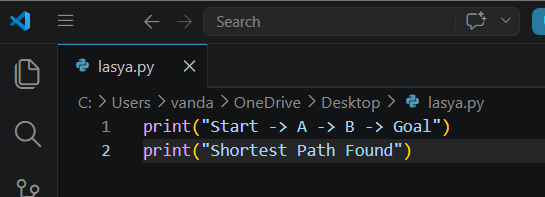 Search
lasya.py
C: > Users > vanda > OneDrive > Desktop > lasya.py
1 print("Start -> A -> B -> Goal")
2 print("Shortest Path Found")